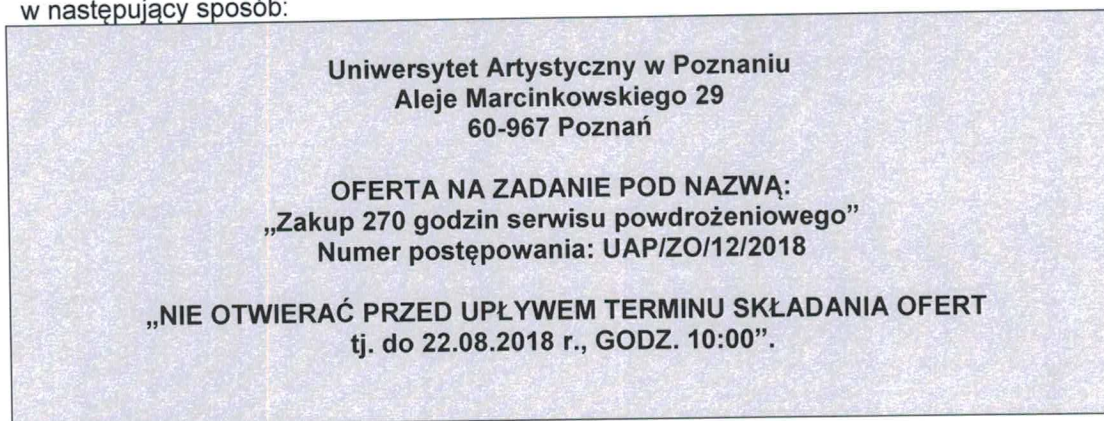 w następujący sposób:
Uniwersytet Artystyczny w Poznaniu
Aleje Marcinkowskiego 29
60-967 Poznań
OFERTA NA ZADANIE POD NAZWĄ:
„Zakup 270 godzin serwisu powdrożeniowego”
Numer postępowania: UAP/ZO/12/2018
„NIE OTWIERAĆ PRZED UPŁYWEM TERMINU SKŁADANIA OFERT
tj. do 22.08.2018 r., GODZ. 10:00”.